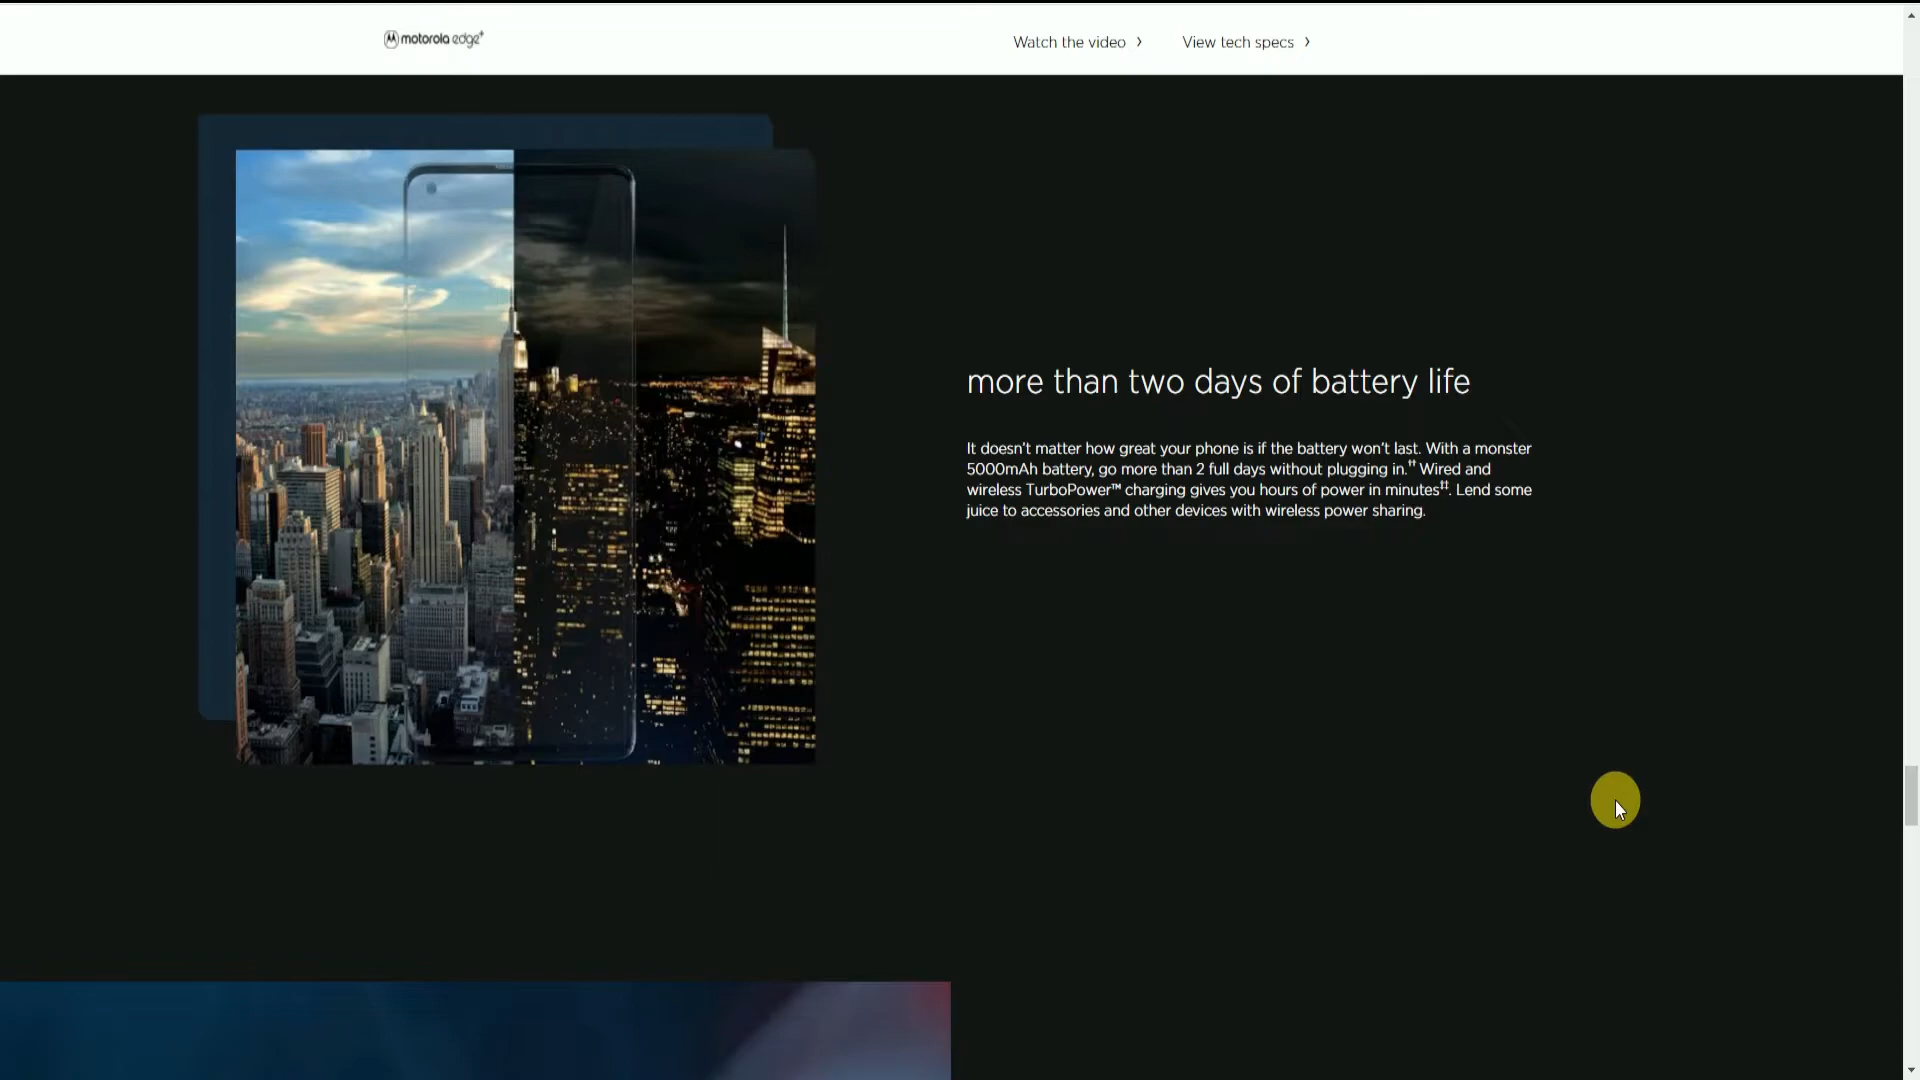 motorola edge+
Watch the video
View tech specs
more than two days of battery life
It doesn't matter how great your phone is if the battery won't last. With a monster
5000mAh battery, go more than 2 full days without plugging in.†† Wired and
wireless TurboPower™ charging gives you hours of power in minutes‡‡. Lend some
juice to accessories and other devices with wireless power sharing.